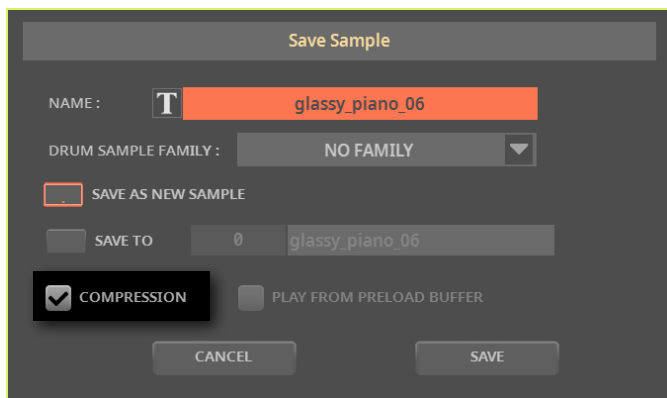 Save Sample
NAME : T glassy_piano_06
DRUM SAMPLE FAMILY : NO FAMILY
SAVE AS NEW SAMPLE
SAVE TO 0 glassy_piano_06
COMPRESSION PLAY FROM PRELOAD BUFFER
CANCEL SAVE